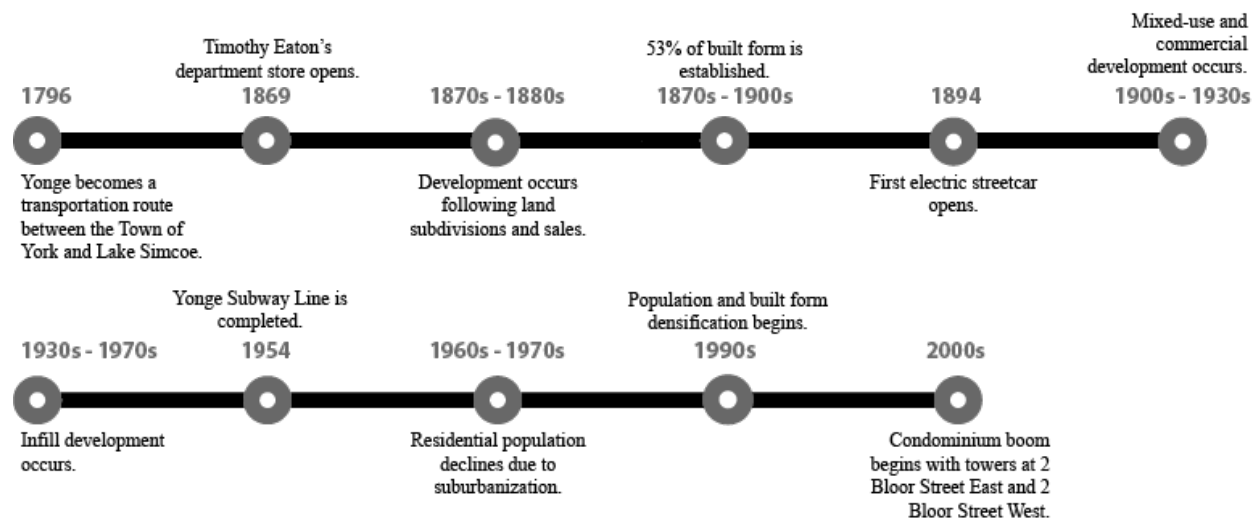 Timothy Eaton's
department store opens.
53% of built form is
established.
Mixed-use and
commercial
development occurs.
1796
1869
1870s - 1880s
1870s - 1900s
1894
1900s - 1930s
Yonge becomes a
transportation route
between the Town of
York and Lake Simcoe.
Development occurs
following land
subdivisions and sales.
First electric streetcar
opens.
Yonge Subway Line is
completed.
Population and built form
densification begins.
1930s - 1970s
1954
1960s - 1970s
1990s
2000s
Infill development
occurs.
Residential population
declines due to
suburbanization.
Condominium boom
begins with towers at 2
Bloor Street East and 2
Bloor Street West.